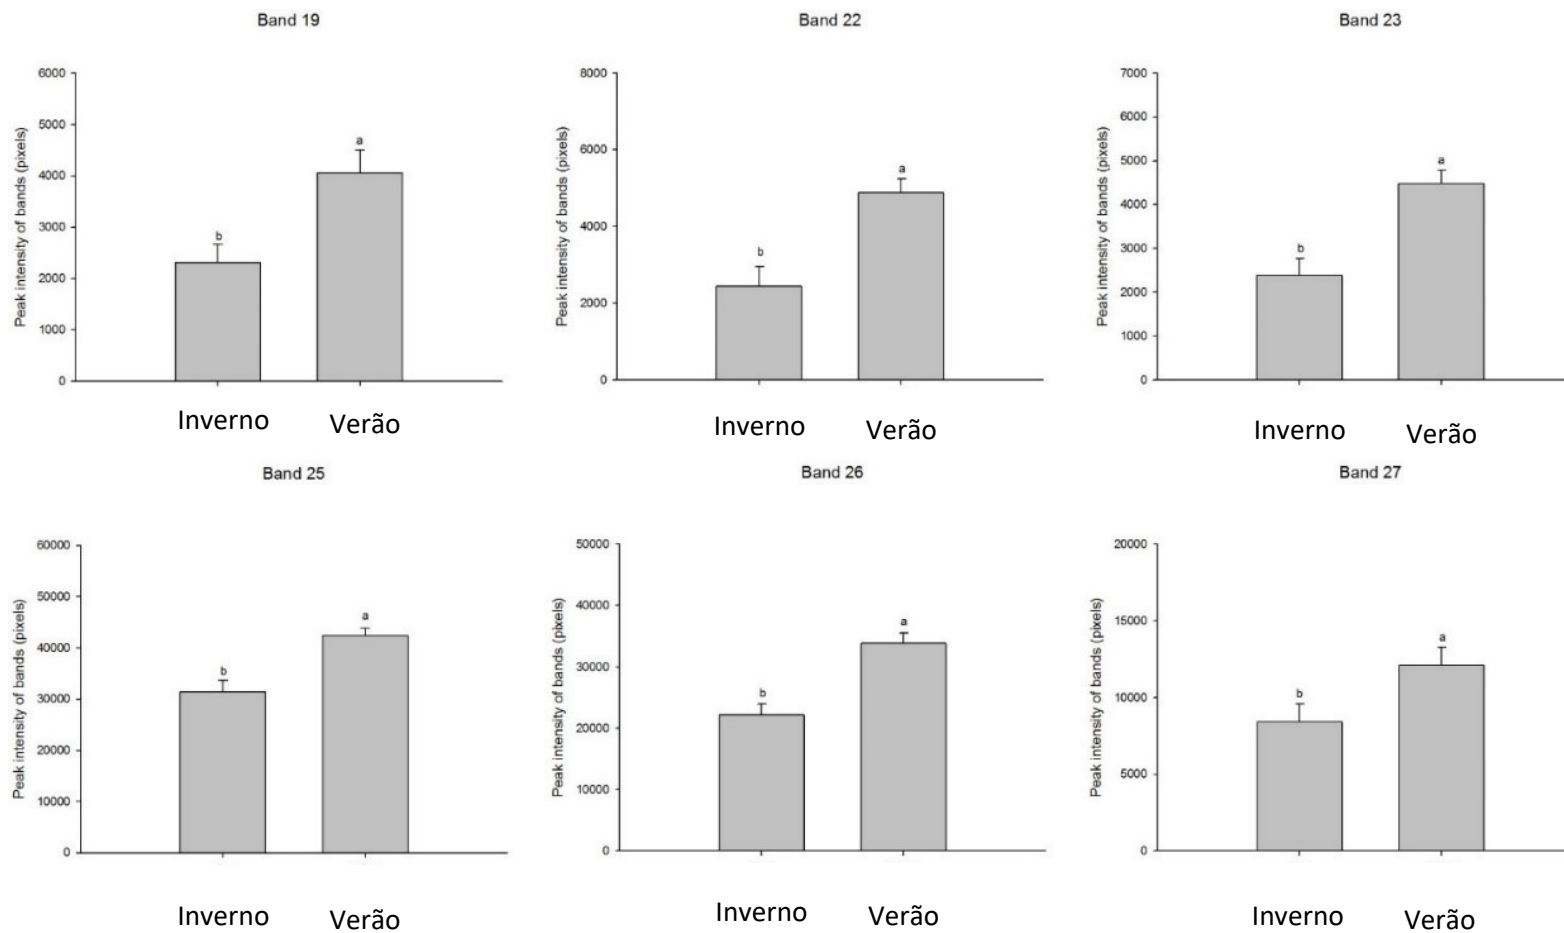 Band 19
Band 22
Band 23
Peak intensity of bands (pixels)
6000
5000
4000
3000
2000
1000
0
b
a
Inverno
Verão
Peak intensity of bands (pixels)
8000
6000
4000
2000
0
b
a
Inverno
Verão
Peak intensity of bands (pixels)
7000
6000
5000
4000
3000
2000
1000
0
b
a
Inverno
Verão
Band 25
Band 26
Band 27
Peak intensity of bands (pixels)
60000
50000
40000
30000
20000
10000
0
b
a
Inverno
Verão
Peak intensity of bands (pixels)
50000
40000
30000
20000
10000
0
b
a
Inverno
Verão
Peak intensity of bands (pixels)
20000
15000
10000
5000
0
b
a
Inverno
Verão